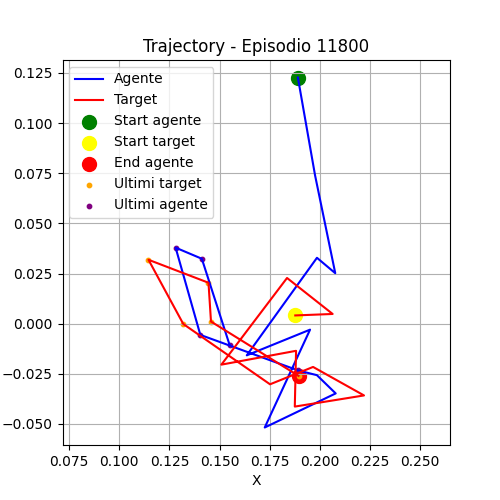 Trajectory - Episodio 11800
Agente
Target
Start agente
Start target
End agente
Ultimi target
Ultimi agente
0.125
0.100
0.075
0.050
0.025
0.000
−0.025
−0.050
0.075 0.100 0.125 0.150 0.175 0.200 0.225 0.250
X